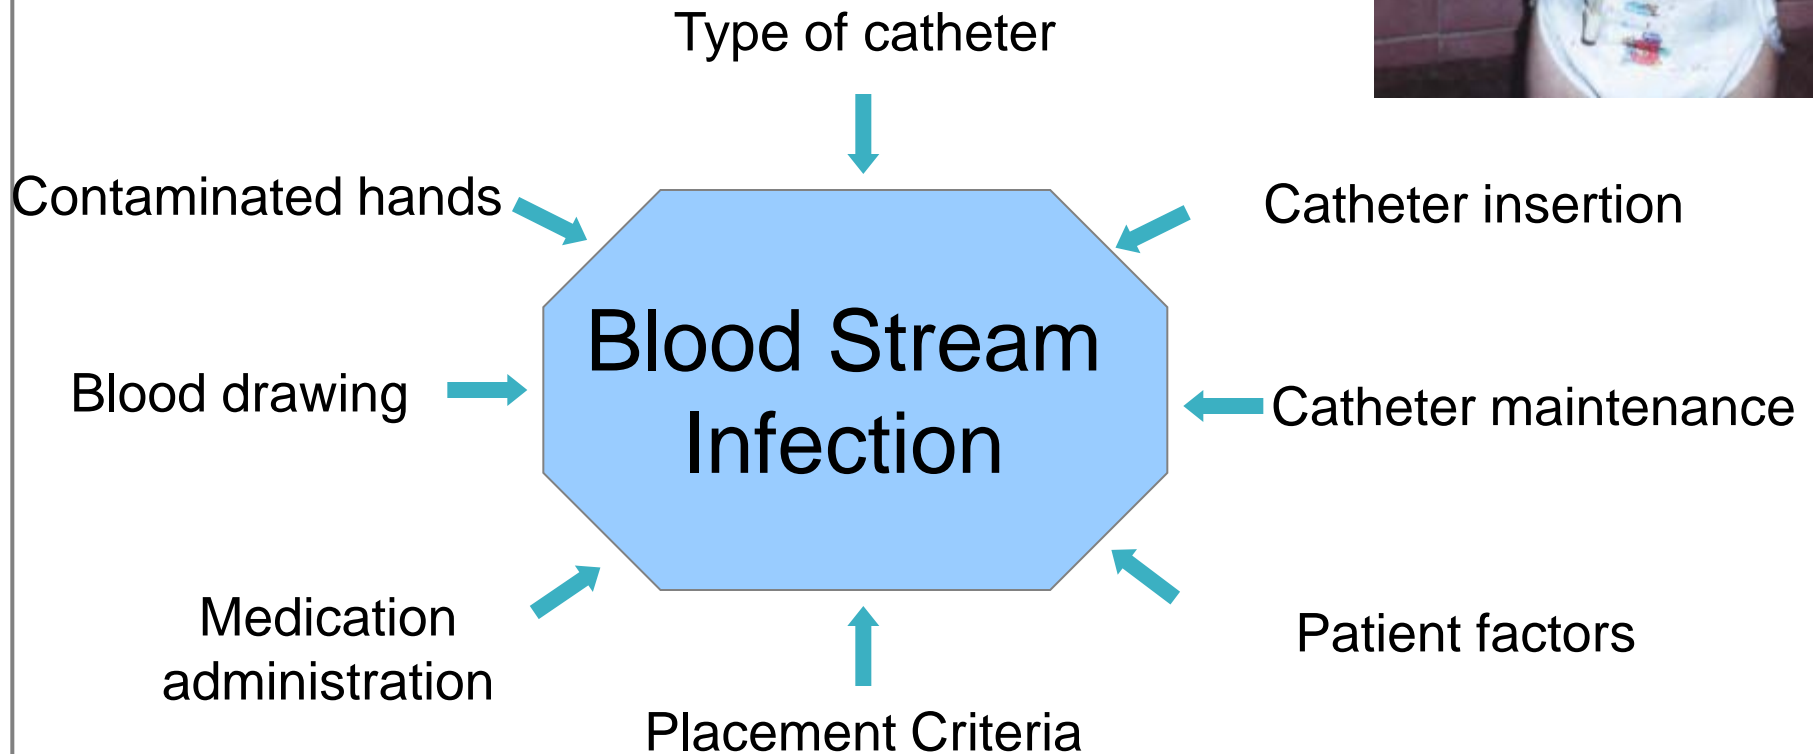 Type of catheter
Contaminated hands
Catheter insertion
Blood Stream
Infection
Blood drawing
Catheter maintenance
Medication
administration
Patient factors
Placement Criteria